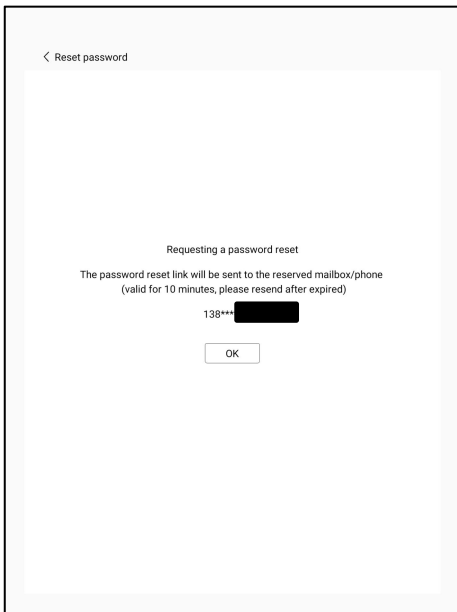 Reset password
Requesting a password reset
The password reset link will be sent to the reserved mailbox/phone
(valid for 10 minutes, please resend after expired)
138***
OK